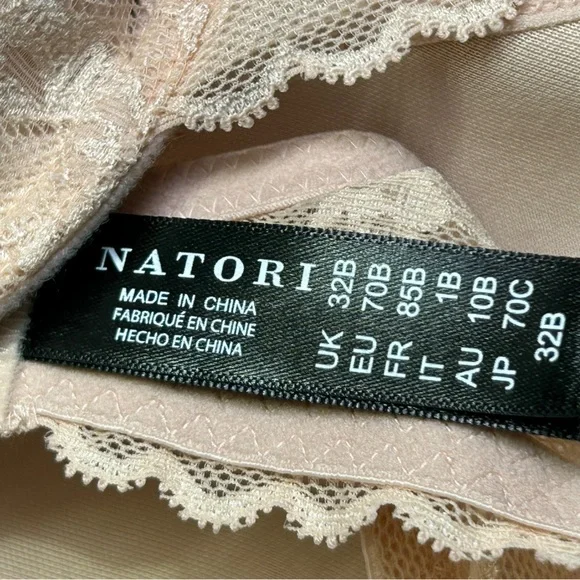 NATORI
MADE IN CHINA
FABRIQUÉ EN CHINE
HECHO EN CHINA
UK 32B
EU 70B
FR 85B
IT 1B
AU 10B
JP 70C
32B